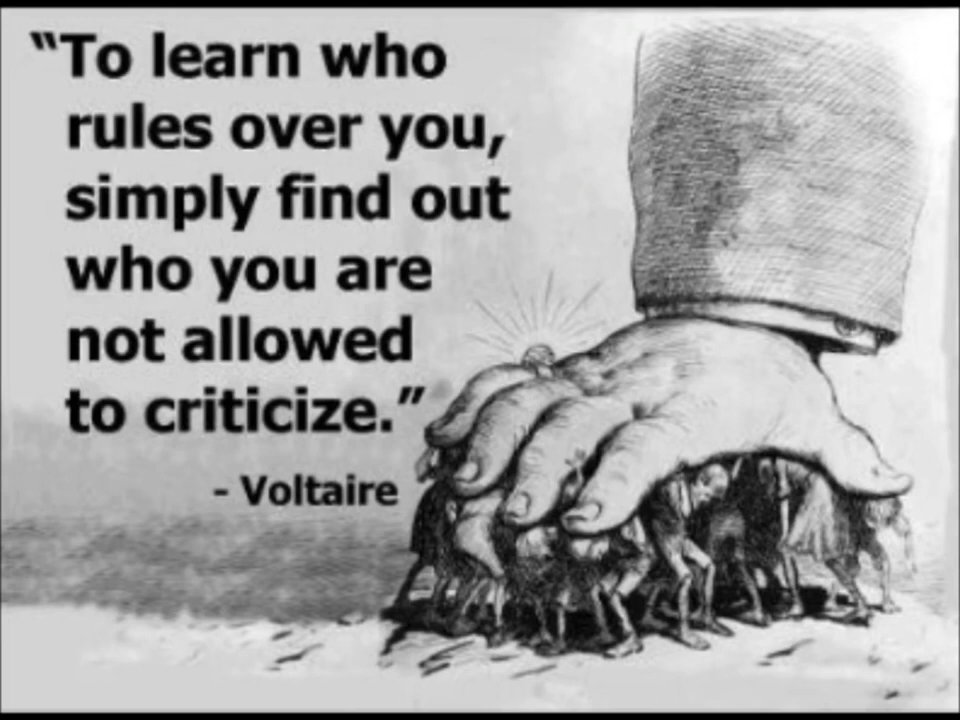 “To learn who
rules over you,
simply find out
who you are
not allowed
to criticize.”
- Voltaire